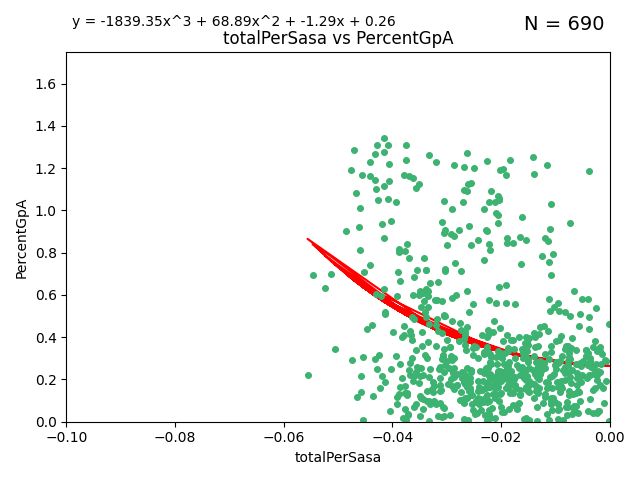 y = -1839.35x^3 + 68.89x^2 + -1.29x + 0.26
N = 690
totalPerSasa vs PercentGpA
PercentGpA
1.6
1.4
1.2
1.0
0.8
0.6
0.4
0.2
0.0
−0.10 −0.08 −0.06 −0.04 −0.02 0.00
totalPerSasa